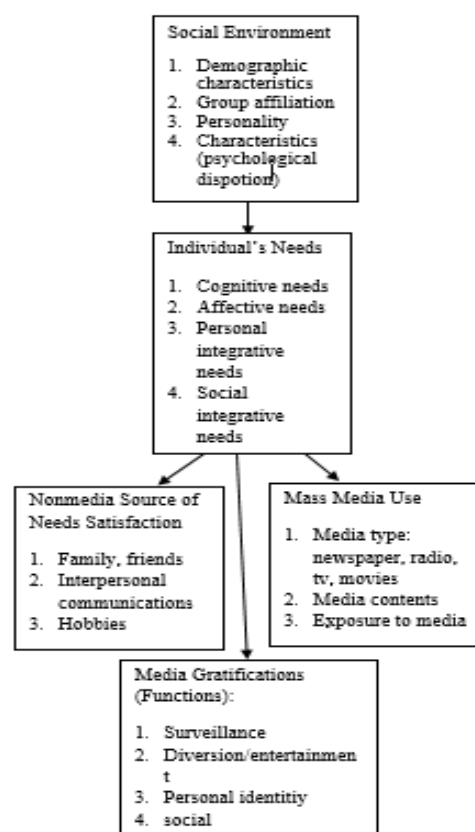 Social Environment
1. Demographic
characteristics
2. Group affiliation
3. Personality
4. Characteristics
(psychological
dispotion)
Individual's Needs
1. Cognitive needs
2. Affective needs
3. Personal
integrative
needs
4. Social
integrative
needs
Nonmedia Source of
Needs Satisfaction
1. Family, friends
2. Interpersonal
communications
3. Hobbies
Mass Media Use
1. Media type:
newspaper, radio,
tv, movies
2. Media contents
3. Exposure to media
Media Gratifications
(Functions):
1. Surveillance
2. Diversion/entertainmen
t
3. Personal identitiy
4. social